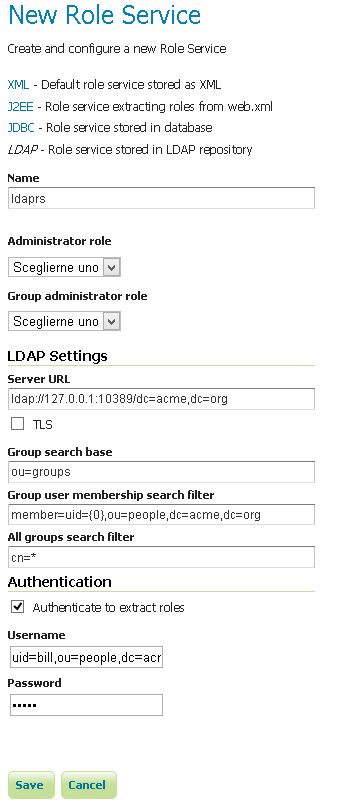 New Role Service
Create and configure a new Role Service
XML - Default role service stored as XML
J2EE - Role service extracting roles from web.xml
JDBC - Role service stored in database
LDAP - Role service stored in LDAP repository
Name
ldaprs
Administrator role
Sceglierne uno
Group administrator role
Sceglierne uno
LDAP Settings
Server URL
ldap://127.0.0.1:10389/dc=acme,dc=org
TLS
Group search base
ou=groups
Group user membership search filter
member=uid={0},ou=people,dc=acme,dc=org
All groups search filter
cn=*
Authentication
Authenticate to extract roles
Username
uid=bill,ou=people,dc=acr
Password
•••••
Save Cancel